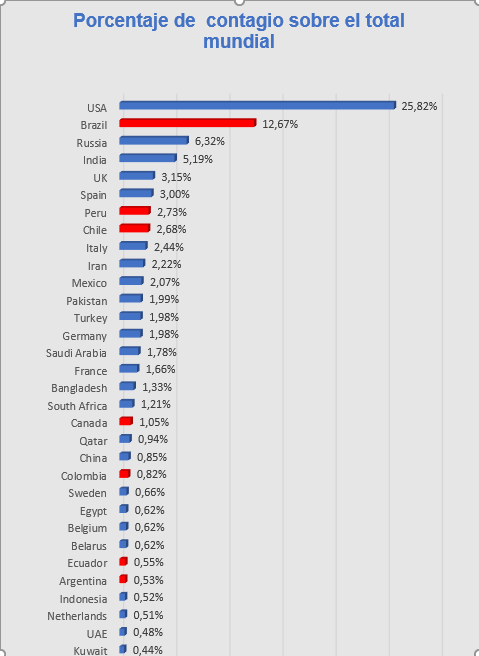 Porcentaje de contagio sobre el total
mundial
USA 25,82%
Brazil 12,67%
Russia 6,32%
India 5,19%
UK 3,15%
Spain 3,00%
Peru 2,73%
Chile 2,68%
Italy 2,44%
Iran 2,22%
Mexico 2,07%
Pakistan 1,99%
Turkey 1,98%
Germany 1,98%
Saudi Arabia 1,78%
France 1,66%
Bangladesh 1,33%
South Africa 1,21%
Canada 1,05%
Qatar 0,94%
China 0,85%
Colombia 0,82%
Sweden 0,66%
Egypt 0,62%
Belgium 0,62%
Belarus 0,62%
Ecuador 0,55%
Argentina 0,53%
Indonesia 0,52%
Netherlands 0,51%
UAE 0,48%
Kuwait 0,44%